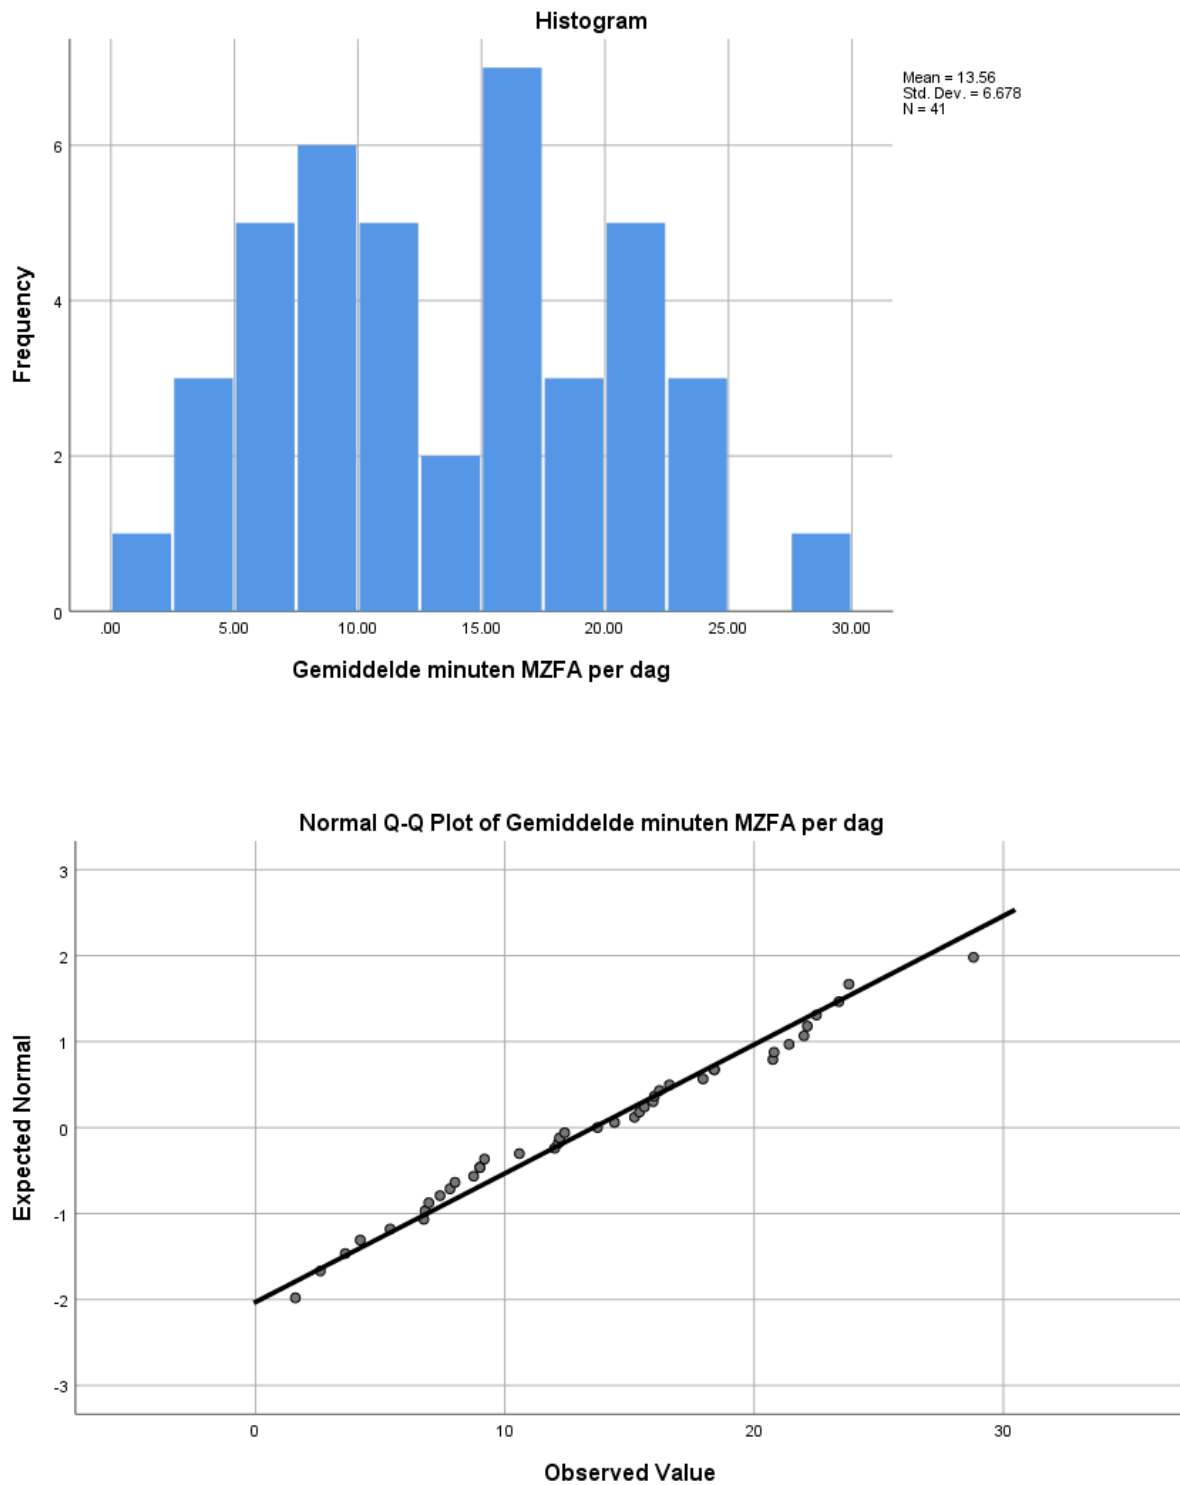 Histogram
Mean = 13.56
Std. Dev. = 6.678
N = 41
6
4
2
0
Frequency
.00 5.00 10.00 15.00 20.00 25.00 30.00
Gemiddelde minuten MZFA per dag
Normal Q-Q Plot of Gemiddelde minuten MZFA per dag
3
2
1
0
-1
-2
-3
Expected Normal
0 10 20 30
Observed Value